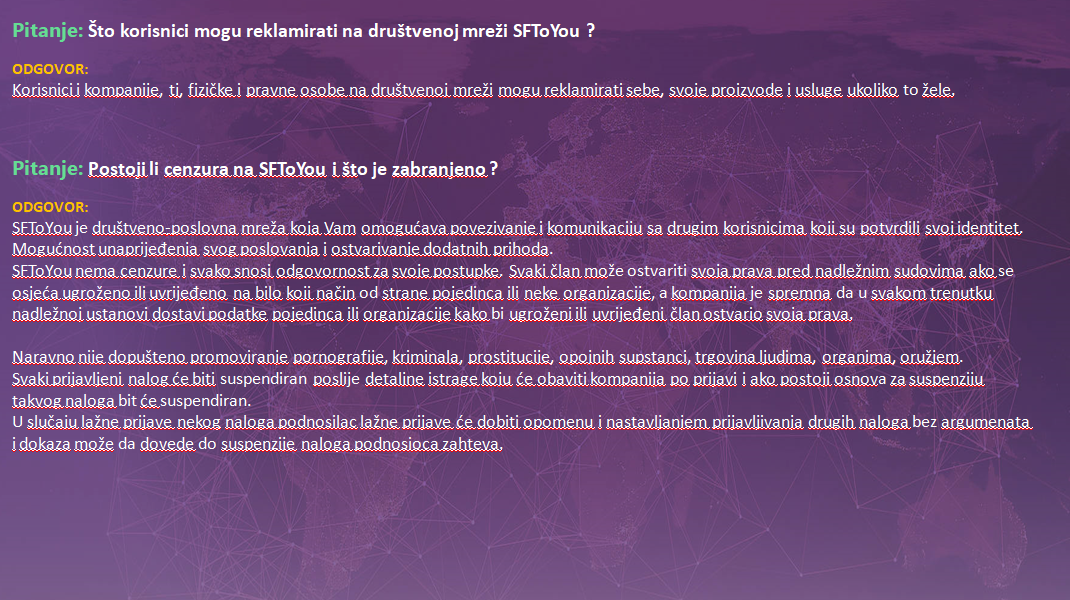 Pitanje: Što korisnici mogu reklamirati na društvenoj mreži SFToYou ?
ODGOVOR:
Korisnici i kompanije, tj, fizičke i pravne osobe na društvenoj mreži mogu reklamirati sebe, svoje proizvode i usluge ukoliko to žele,
Pitanje: Postoji li cenzura na SFToYou i što je zabranjeno ?
ODGOVOR:
SFToYou je društveno-poslovna mreža koja Vam omogućava povezivanje i komunikaciju sa drugim korisnicima koji su potvrdili svoj identitet,
Mogućnost unaprijeđenja svog poslovanja i ostvarivanje dodatnih prihoda.
SFToYou nema cenzure i svako snosi odgovornost za svoje postupke. Svaki član može ostvariti svoja prava pred nadležnim sudovima ako se
osjeća ugroženo ili uvrijeđeno na bilo koji način od strane pojedinca ili neke organizacije, a kompanija je spremna da u svakom trenutku
nadležnoj ustanovi dostavi podatke pojedinca ili organizacije kako bi ugroženi ili uvrijeđeni član ostvario svoja prava.
Naravno nije dopušteno promoviranje pornografije, kriminala, prostitucije, opojnih supstanci, trgovina ljudima, organima, oružjem.
Svaki prijavljeni nalog će biti suspendiran poslije detaljne istrage koju će obaviti kompanija po prijavi i ako postoji osnova za suspenziju
takvog naloga bit će suspendiran.
U slučaju lažne prijave nekog naloga podnosilac lažne prijave će dobiti opomenu i nastavljanjem prijavljivanja drugih naloga bez argumenata
i dokaza može da dovede do suspenzije naloga podnosioca zahteva,